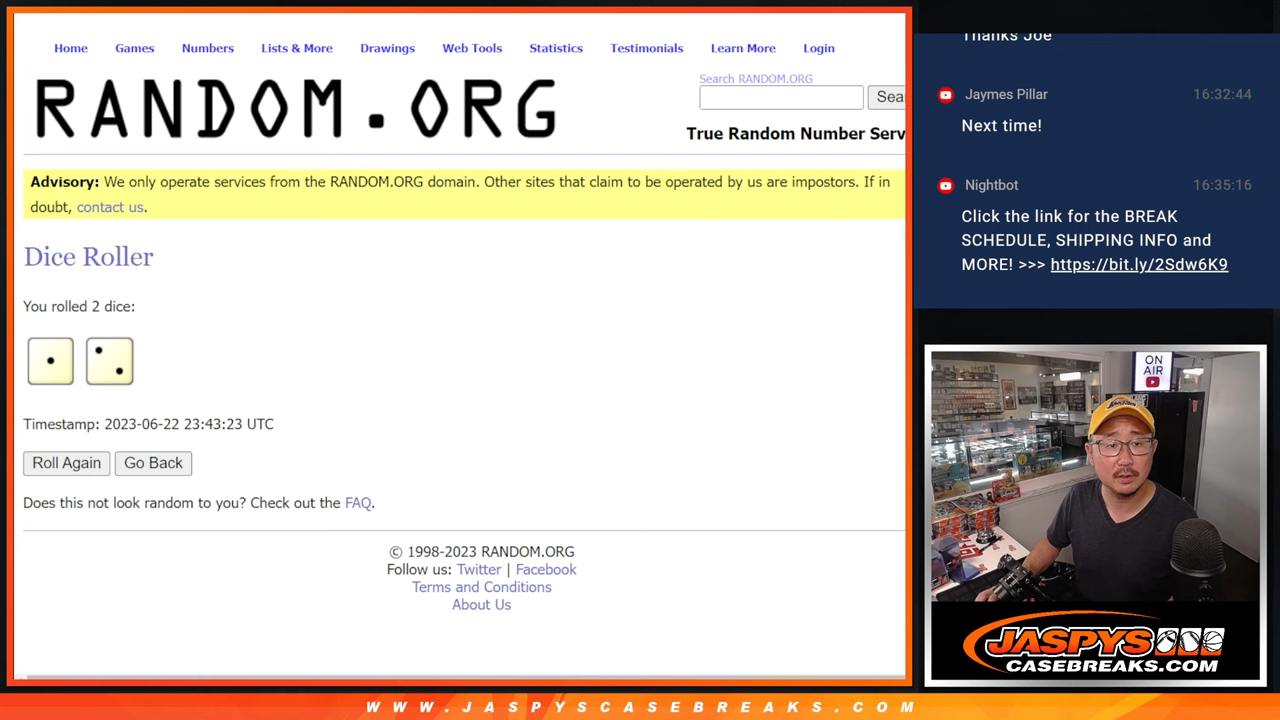 Home Games Numbers Lists & More Drawings Web Tools Statistics Testimonials Learn More Login
RANDOM.ORG
Search RANDOM.ORG
True Random Number Serv
Advisory: We only operate services from the RANDOM.ORG domain. Other sites that claim to be operated by us are impostors. If in
doubt, contact us.
Dice Roller
You rolled 2 dice:
Timestamp: 2023-06-22 23:43:23 UTC
Roll Again Go Back
Does this not look random to you? Check out the FAQ.
© 1998-2023 RANDOM.ORG
Follow us: Twitter | Facebook
Terms and Conditions
About Us
Thanks Joe
Jaymes Pillar 16:32:44
Next time!
Nightbot 16:35:16
Click the link for the BREAK
SCHEDULE, SHIPPING INFO and
MORE! >>> https://bit.ly/2Sdw6K9
ON
AIR
JASPYS
CASEBREAKS.COM
WWW.JASPYSCASEBREAKS.COM